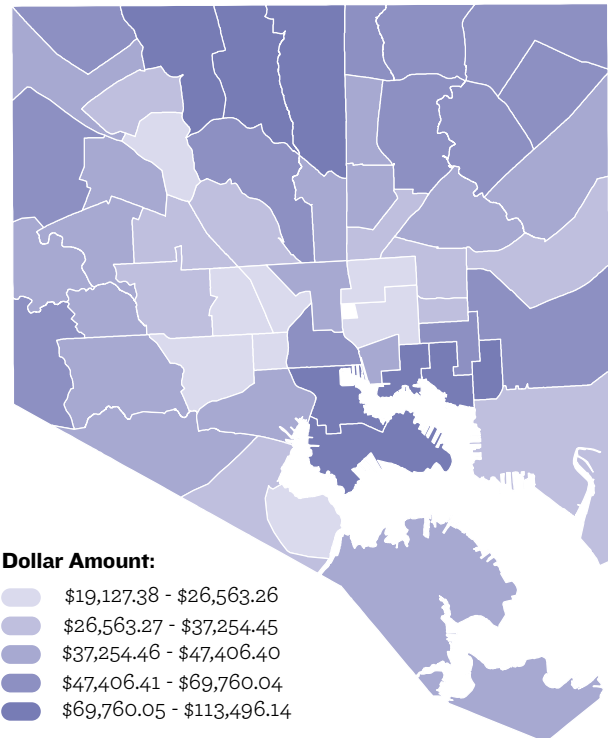 Dollar Amount:
$19,127.38 - $26,563.26
$26,563.27 - $37,254.45
$37,254.46 - $47,406.40
$47,406.41 - $69,760.04
$69,760.05 - $113,496.14